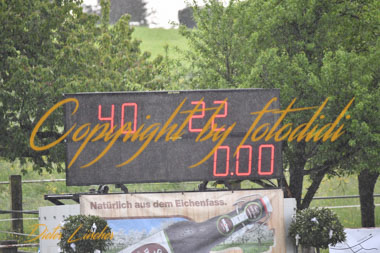 40 22
Copyright by fotodidi
0.00
Natürlich aus dem Eichenfass.